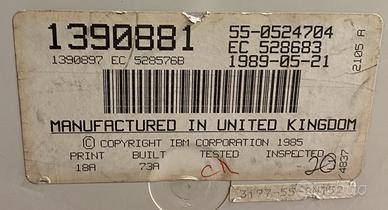 1390881
55-0524704
EC 528683
1390897 EC 528576B
1989-05-21
2105 A
MANUFACTURED IN UNITED KINGDOM
© COPYRIGHT IBM CORPORATION 1985
PRINT BUILT TESTED INSPECTED
18A 73A
4837